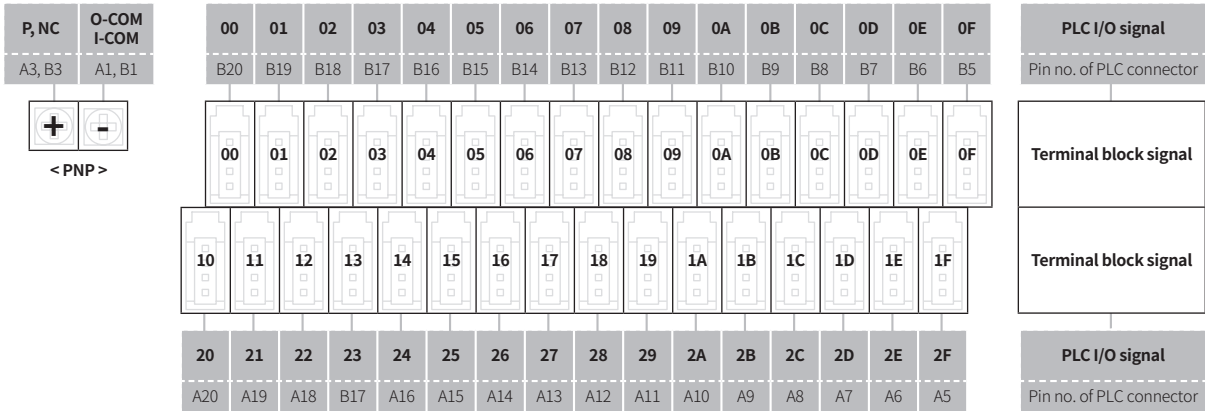 P, NC O-COM I-COM
A3, B3 A1, B1
+ -
< PNP >
00 01 02 03 04 05 06 07 08 09 0A 0B 0C 0D 0E 0F PLC I/O signal
B20 B19 B18 B17 B16 B15 B14 B13 B12 B11 B10 B9 B8 B7 B6 B5 Pin no. of PLC connector
00 01 02 03 04 05 06 07 08 09 0A 0B 0C 0D 0E 0F Terminal block signal
10 11 12 13 14 15 16 17 18 19 1A 1B 1C 1D 1E 1F Terminal block signal
20 21 22 23 24 25 26 27 28 29 2A 2B 2C 2D 2E 2F PLC I/O signal
A20 A19 A18 B17 A16 A15 A14 A13 A12 A11 A10 A9 A8 A7 A6 A5 Pin no. of PLC connector